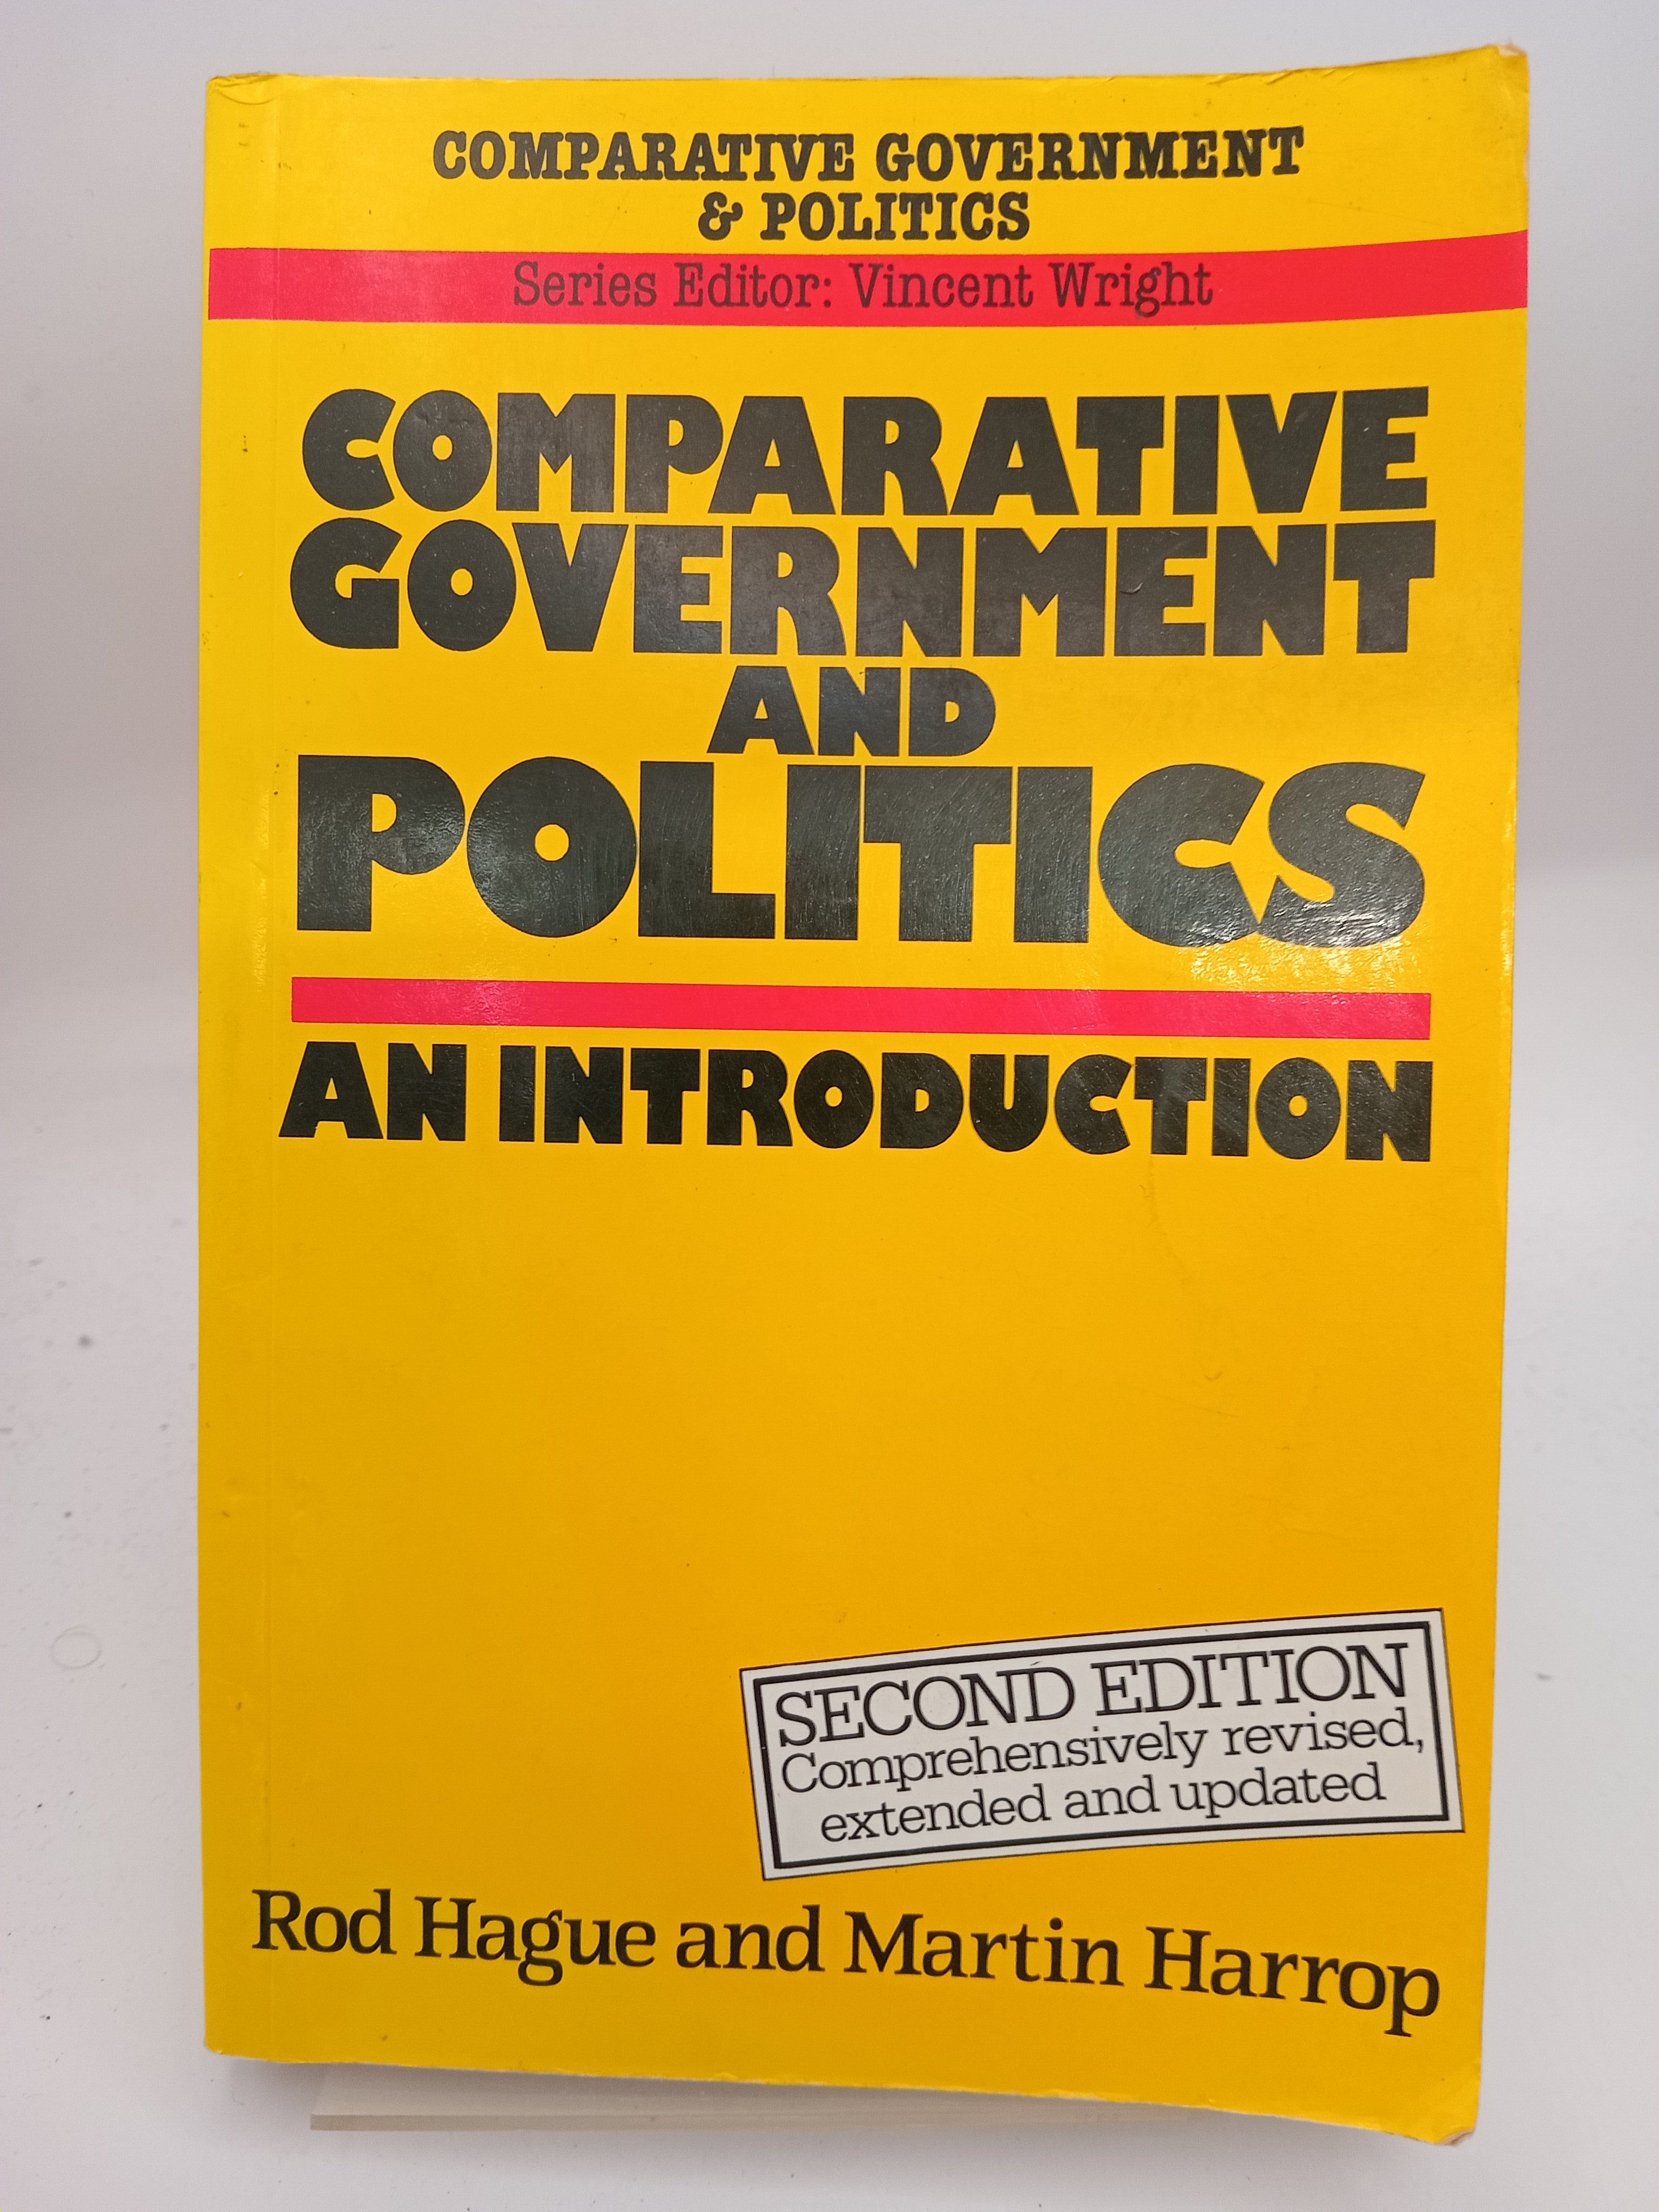 COMPARATIVE GOVERNMENT
& POLITICS
Series Editor: Vincent Wright
COMPARATIVE
GOVERNMENT
AND
POLITICS
AN INTRODUCTION
SECOND EDITION
Comprehensively revised,
extended and updated
Rod Hague and Martin Harrop